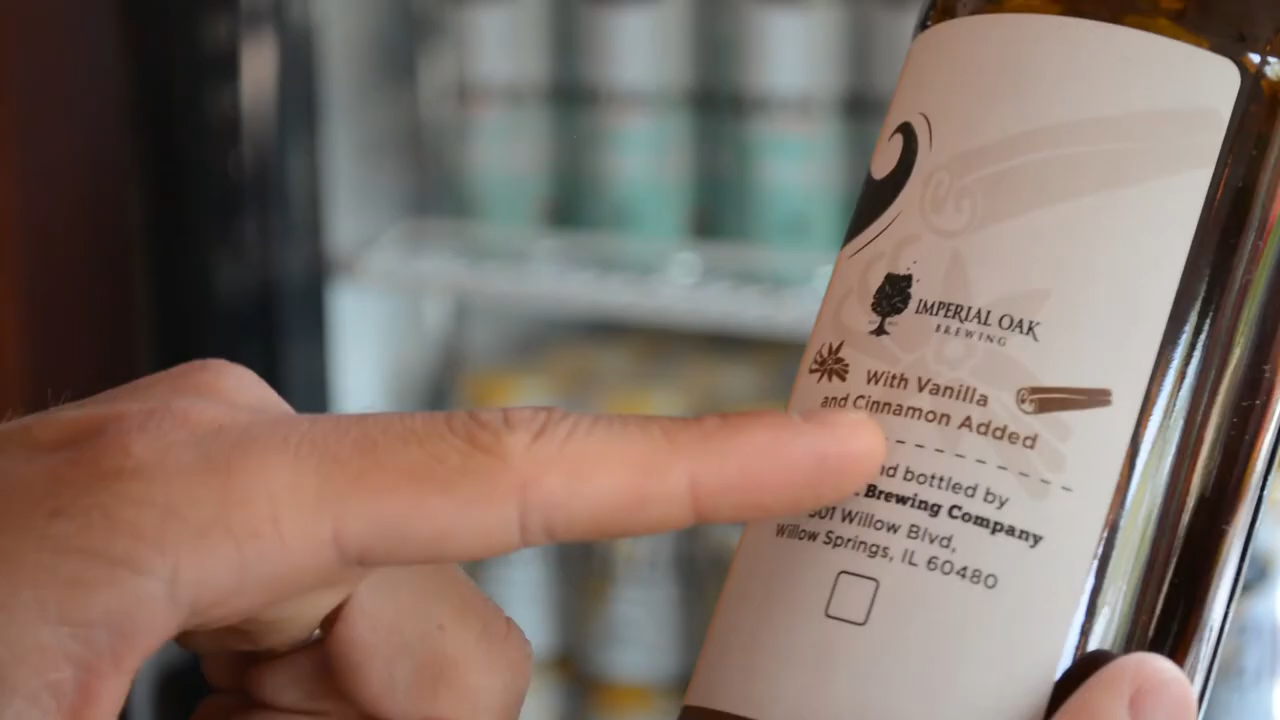 IMPERIAL OAK
BREWING
With Vanilla
and Cinnamon Added
bottled by
Brewing Company
Willow Blvd,
Willow Springs, IL 60480